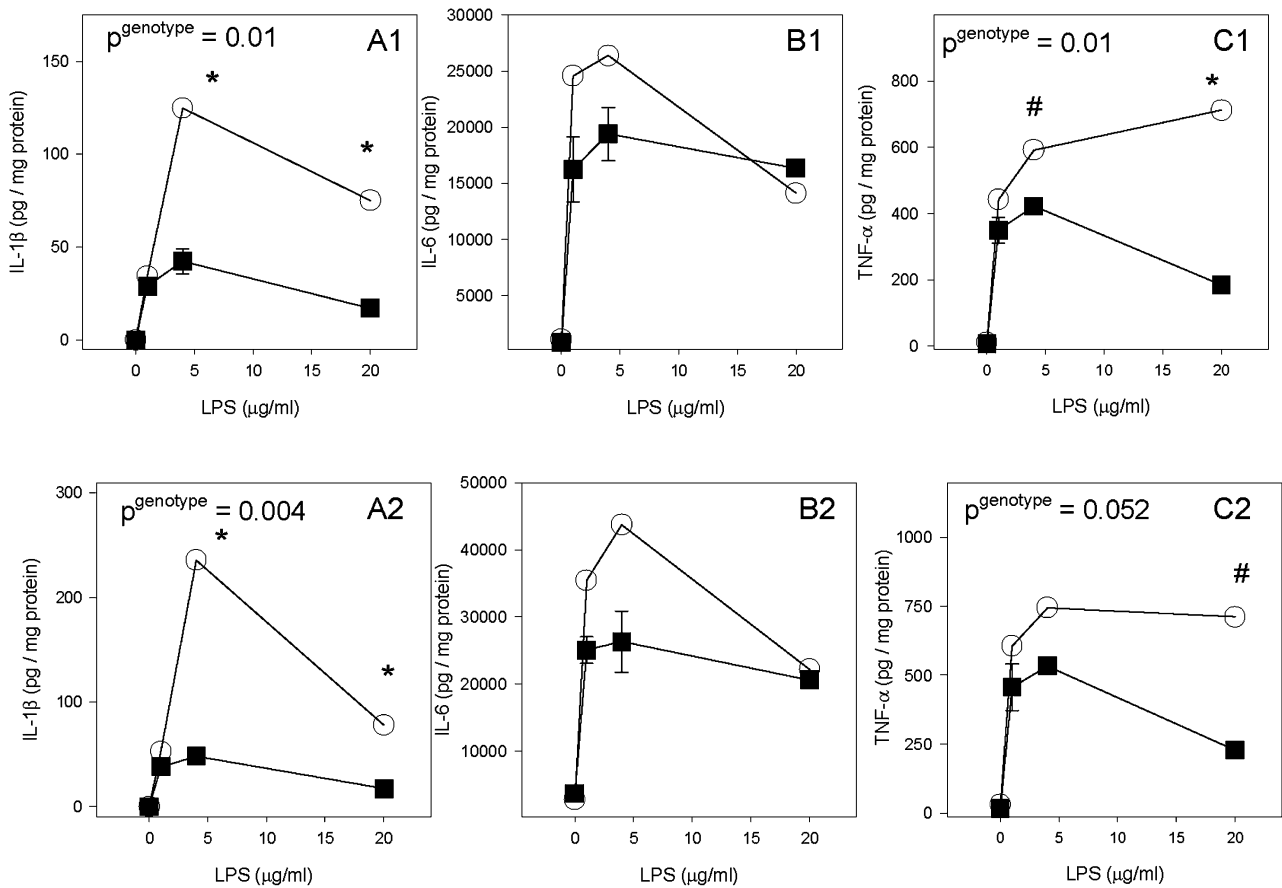 p^genotype = 0.01
A1
*
*
IL-1β (pg / mg protein)
150
100
50
0
0 5 10 15 20
LPS (μg/ml)
B1
IL-6 (pg / mg protein)
30000
25000
20000
15000
10000
5000
0 5 10 15 20
LPS (μg/ml)
p^genotype = 0.01
C1
#
*
TNF-α (pg / mg protein)
800
600
400
200
0
0 5 10 15 20
LPS (μg/ml)
p^genotype = 0.004
A2
*
*
IL-1β (pg / mg protein)
300
200
100
0
0 5 10 15 20
LPS (μg/ml)
B2
IL-6 (pg / mg protein)
50000
40000
30000
20000
10000
0 5 10 15 20
LPS (μg/ml)
p^genotype = 0.052
C2
#
TNF-α (pg / mg protein)
1000
750
500
250
0
0 5 10 15 20
LPS (μg/ml)